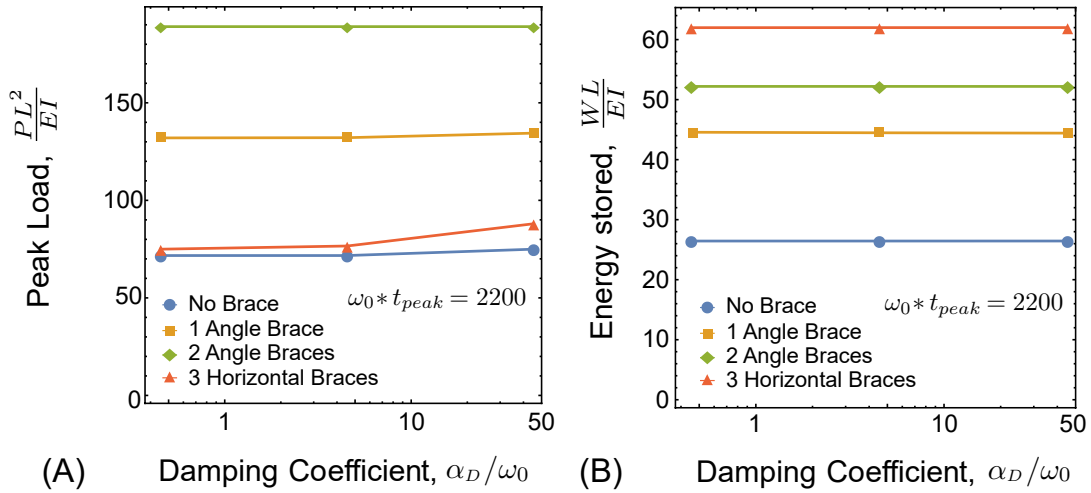 Peak Load, PL²/EI
150
100
50
0
No Brace
ω₀ * t_peak = 2200
1 Angle Brace
2 Angle Braces
3 Horizontal Braces
1 10 50
(A) Damping Coefficient, α_D/ω₀
Energy stored, WL/EI
60
50
40
30
20
10
0
No Brace
ω₀ * t_peak = 2200
1 Angle Brace
2 Angle Braces
3 Horizontal Braces
1 10 50
(B) Damping Coefficient, α_D/ω₀